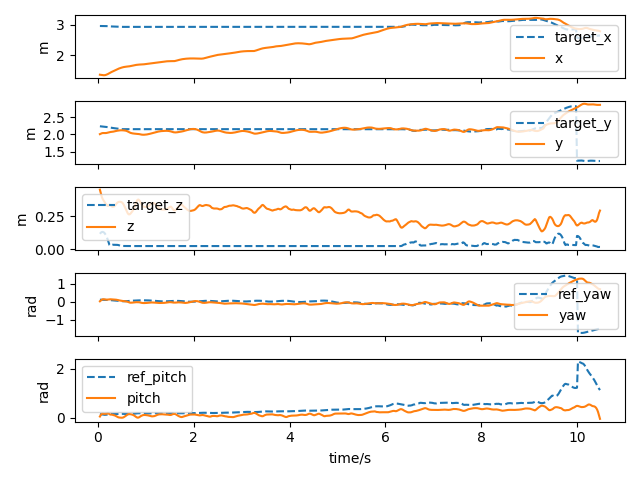 3
2
m
target_x
x
2.5
2.0
1.5
m
target_y
y
0.25
0.00
m
target_z
z
1
0
−1
rad
ref_yaw
yaw
2
0
rad
ref_pitch
pitch
0 2 4 6 8 10
time/s